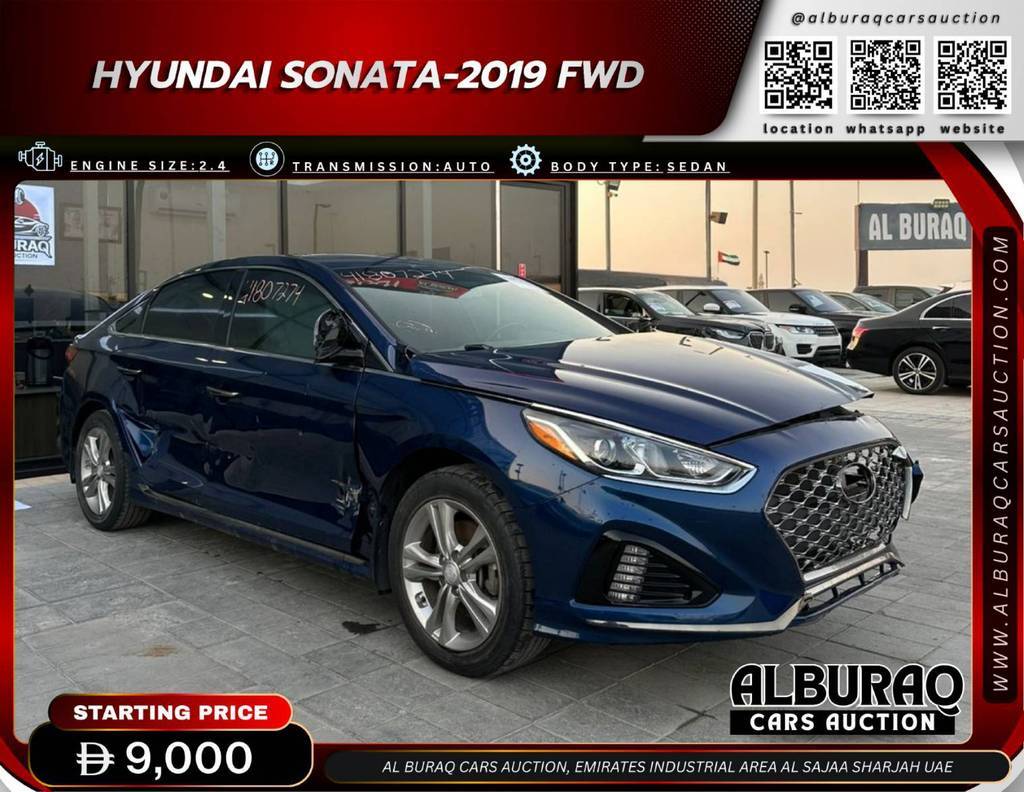 @alburaqcarsauction
HYUNDAI SONATA-2019 FWD
location whatsapp website
ENGINE SIZE:2.4
TRANSMISSION:AUTO
BODY TYPE: SEDAN
AL BURAQ
41807274
WWW.ALBURAQCARSAUCTION.COM
ALBURAQ
CARS AUCTION
STARTING PRICE
9,000
AL BURAQ CARS AUCTION, EMIRATES INDUSTRIAL AREA AL SAJAA SHARJAH UAE